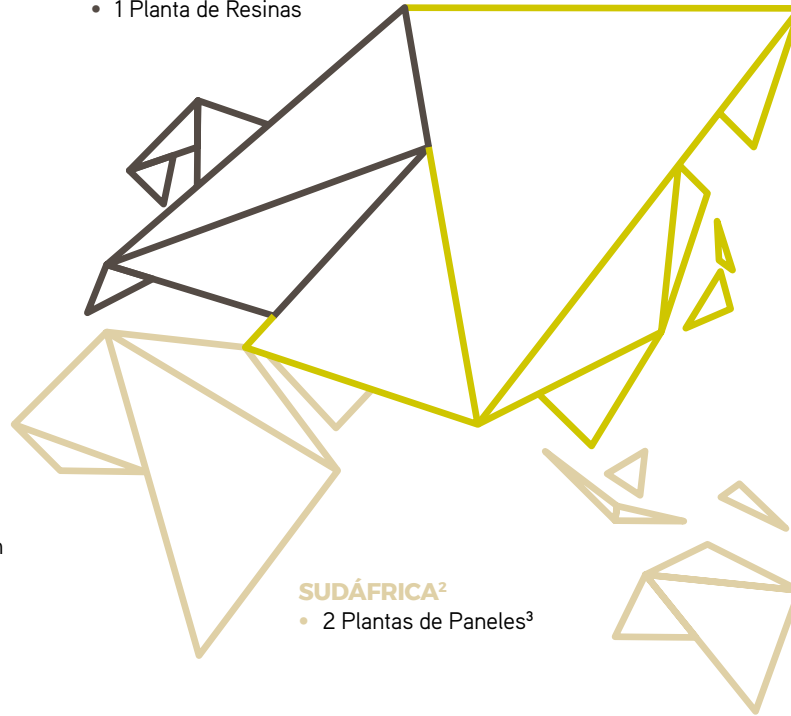 • 1 Planta de Resinas
SUDÁFRICA²
• 2 Plantas de Paneles³